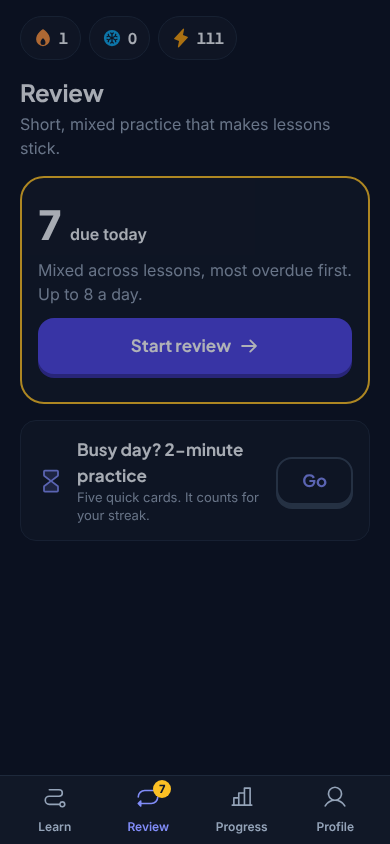 1
0
111
Review
Short, mixed practice that makes lessons
stick.
7 due today
Mixed across lessons, most overdue first.
Up to 8 a day.
Start review →
Busy day? 2-minute
practice
Five quick cards. It counts for
your streak.
Go
7
Learn
Review
Progress
Profile